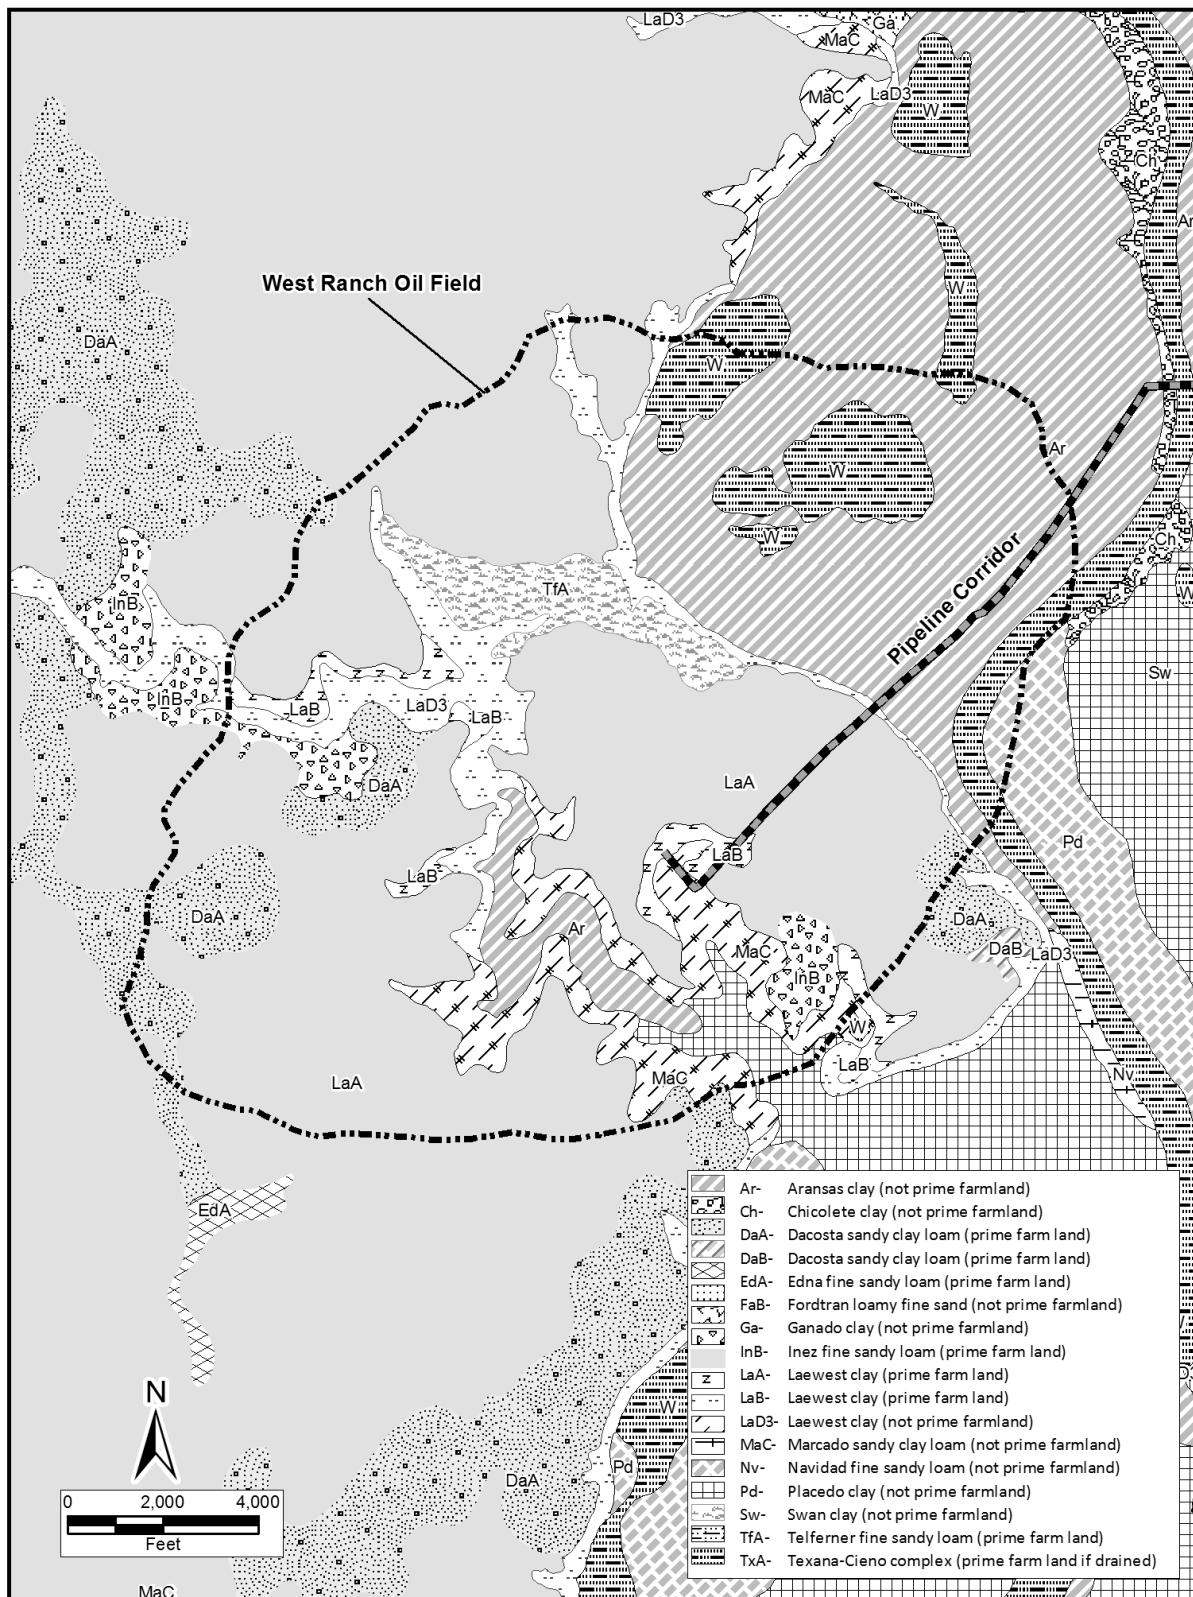 LaD3
Ga
MaC
MaC
LaD3
W
Ch
Ar
West Ranch Oil Field
W
DaA
W
Ar
W
W
Ch
Pipeline Corridor
TfA
W
InB
Sw
InB
LaB
LaD3
LaB
DaA
LaA
Pd
LaB
LaB
DaA
Ar
DaA
MaC
DaB
LaD3
InB
W
LaB
Nv
MaC
LaA
EdA
Ar- Aransas clay (not prime farmland)
Ch- Chicolete clay (not prime farmland)
DaA- Dacosta sandy clay loam (prime farm land)
DaB- Dacosta sandy clay loam (prime farm land)
EdA- Edna fine sandy loam (prime farm land)
FaB- Fordtran loamy fine sand (not prime farmland)
Ga- Ganado clay (not prime farmland)
InB- Inez fine sandy loam (prime farm land)
LaA- Laewest clay (prime farm land)
LaB- Laewest clay (prime farm land)
LaD3- Laewest clay (not prime farmland)
MaC- Marcado sandy clay loam (not prime farmland)
Nv- Navidad fine sandy loam (not prime farmland)
Pd- Placedo clay (not prime farmland)
Sw- Swan clay (not prime farmland)
TfA- Telferner fine sandy loam (prime farm land)
TxA- Texana-Cieno complex (prime farm land if drained)
W
Pd
DaA
N
0 2,000 4,000
Feet
MaC